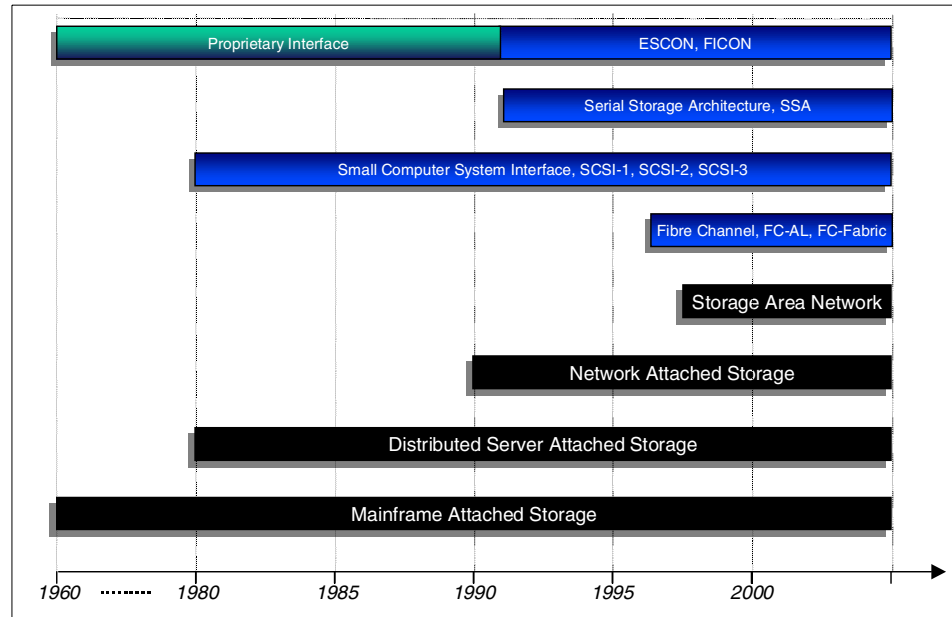 Proprietary Interface ESCON, FICON
Serial Storage Architecture, SSA
Small Computer System Interface, SCSI-1, SCSI-2, SCSI-3
Fibre Channel, FC-AL, FC-Fabric
Storage Area Network
Network Attached Storage
Distributed Server Attached Storage
Mainframe Attached Storage
1960 1980 1985 1990 1995 2000